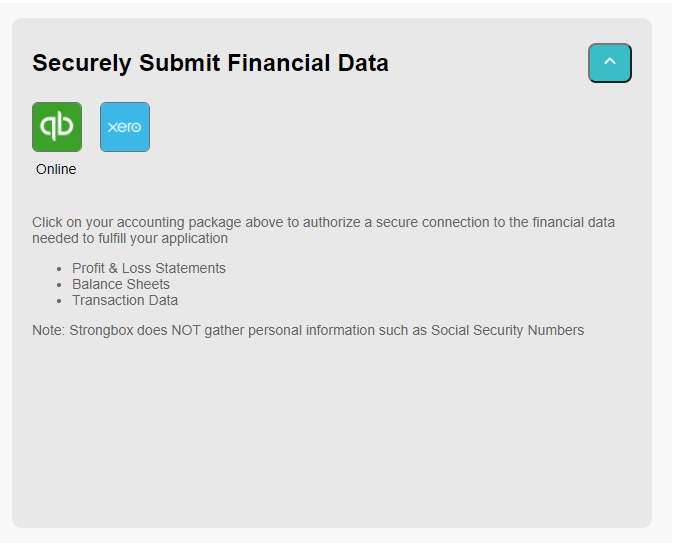 Securely Submit Financial Data
qb xero
Online
Click on your accounting package above to authorize a secure connection to the financial data
needed to fulfill your application
• Profit & Loss Statements
• Balance Sheets
• Transaction Data
Note: Strongbox does NOT gather personal information such as Social Security Numbers